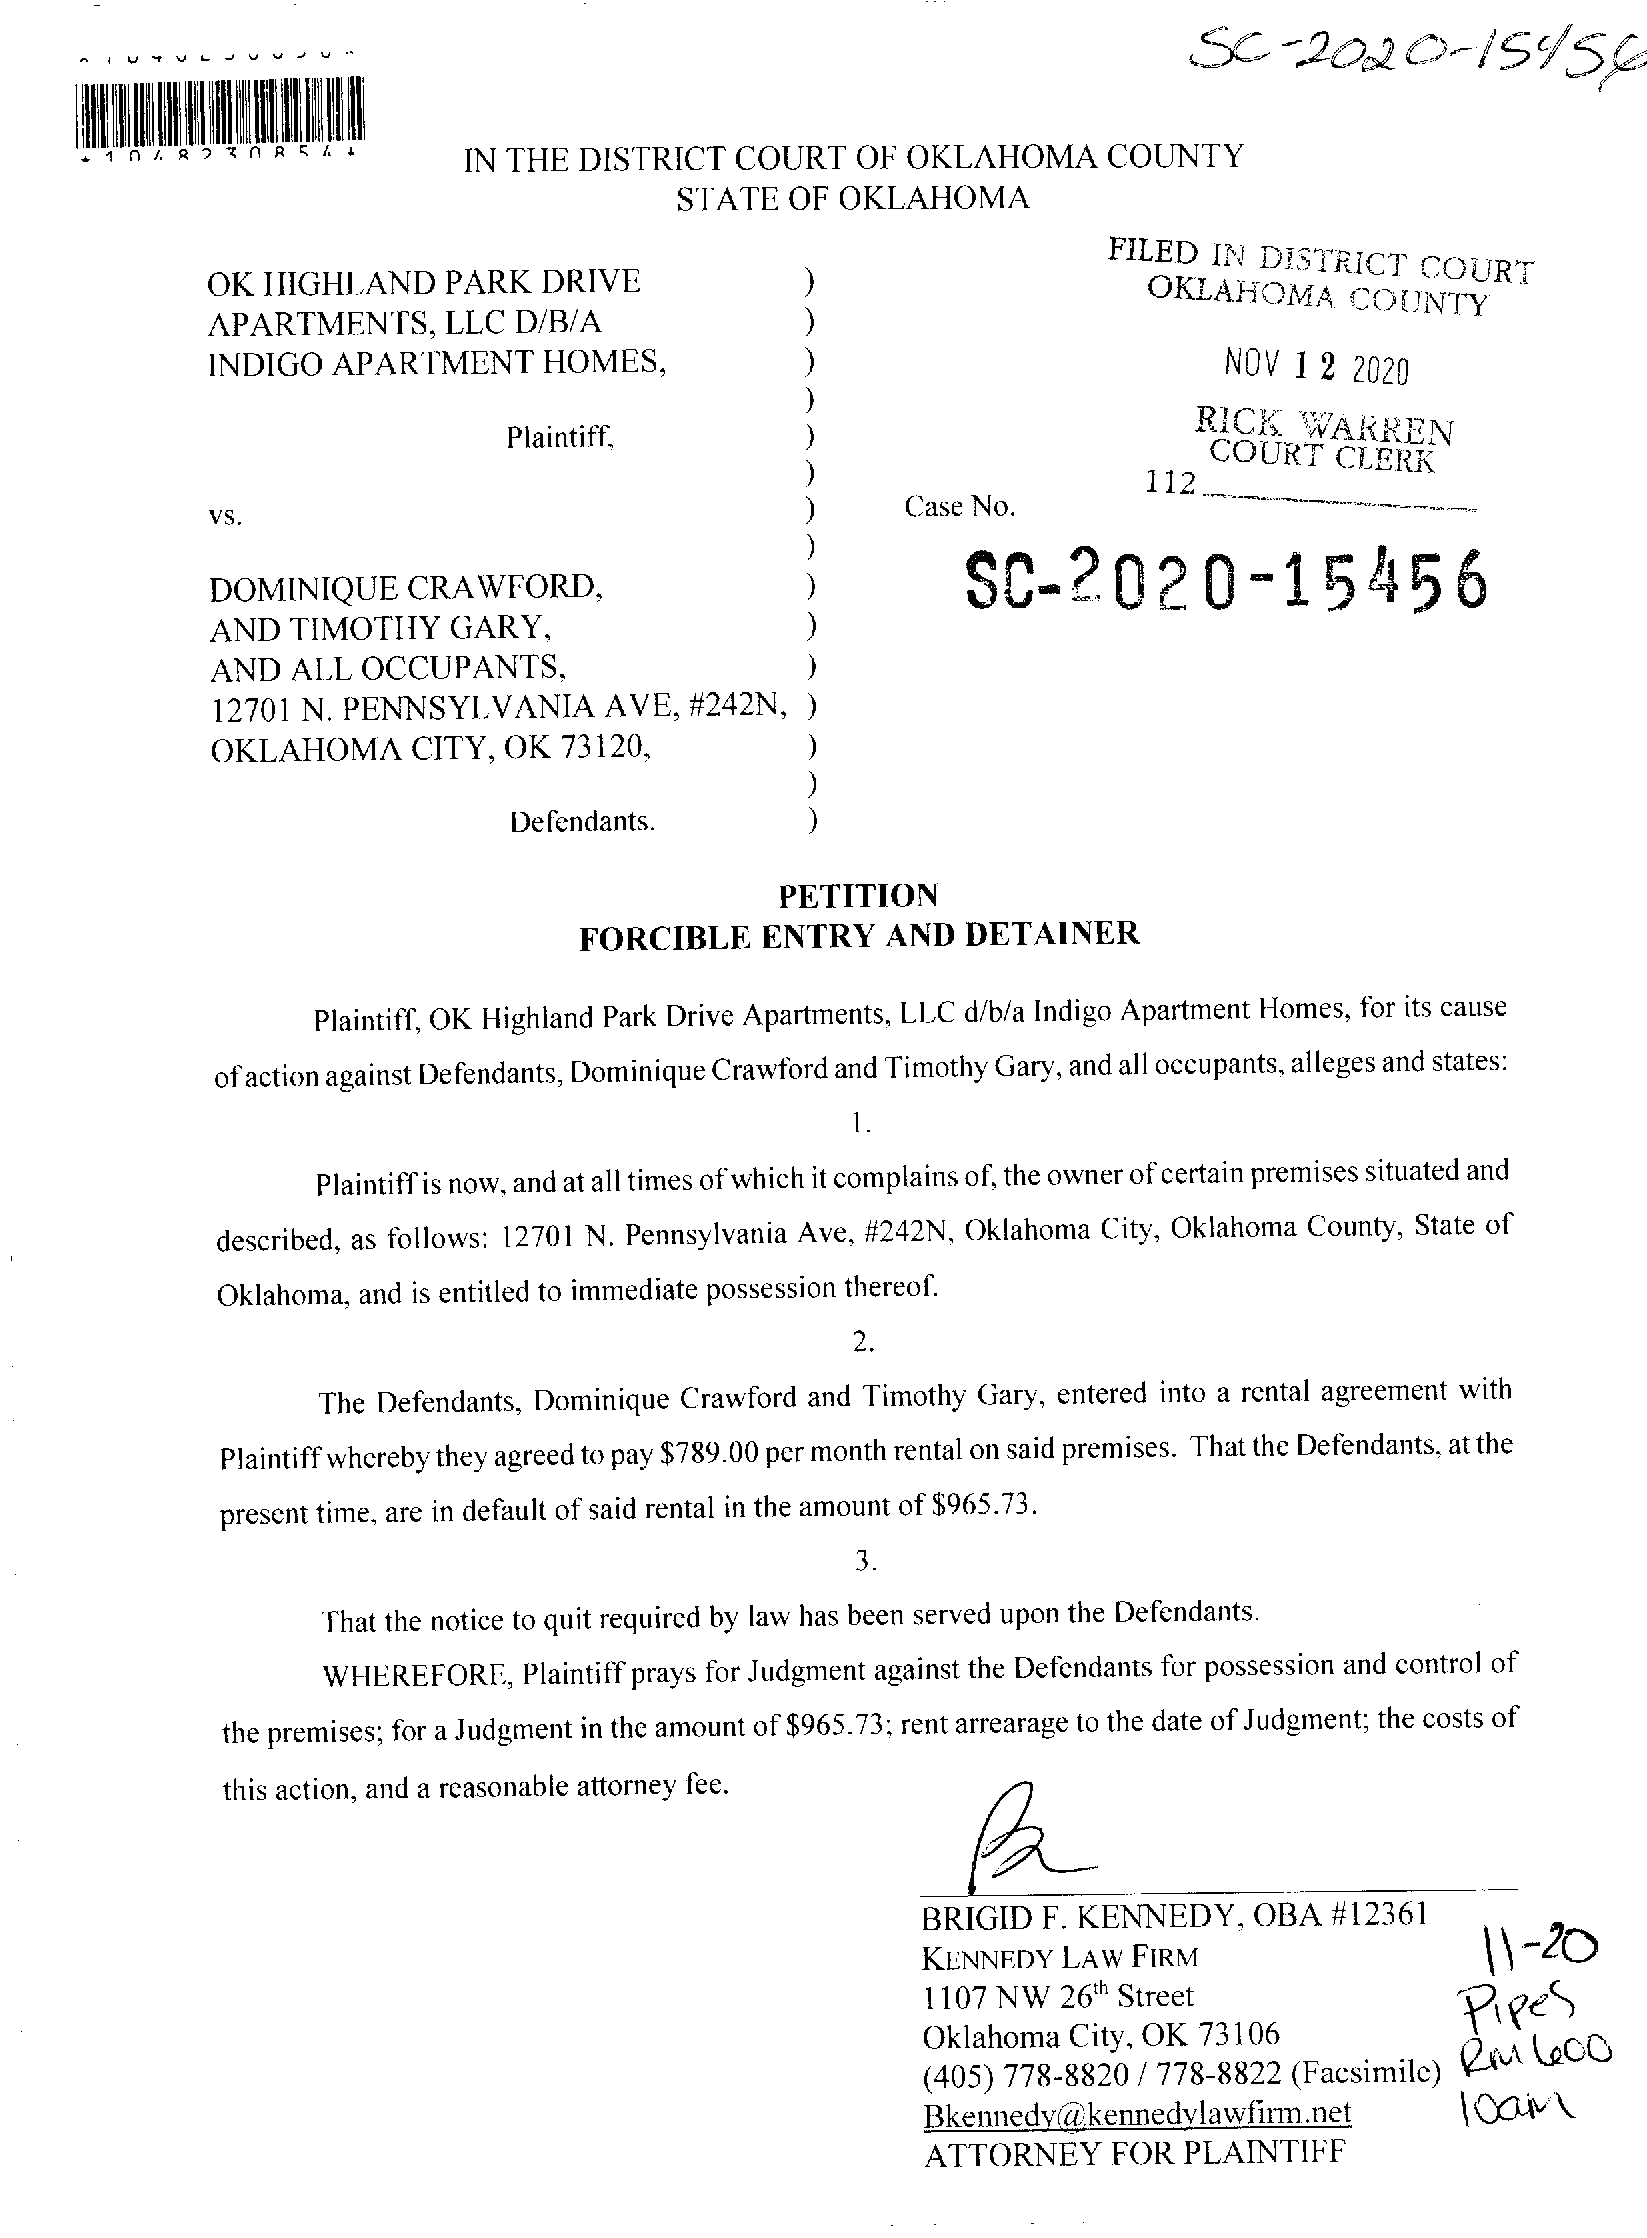 SC-2020-15456
IN THE DISTRICT COURT OF OKLAHOMA COUNTY
STATE OF OKLAHOMA
FILED IN DISTRICT COURT
OKLAHOMA COUNTY
NOV 12 2020
RICK WARREN
COURT CLERK
112
OK HIGHLAND PARK DRIVE )
APARTMENTS, LLC D/B/A )
INDIGO APARTMENT HOMES, )
)
Plaintiff, )
)
vs. ) Case No.
)
SC-2020-15456
DOMINIQUE CRAWFORD, )
AND TIMOTHY GARY, )
AND ALL OCCUPANTS, )
12701 N. PENNSYLVANIA AVE, #242N, )
OKLAHOMA CITY, OK 73120, )
)
Defendants. )
PETITION
FORCIBLE ENTRY AND DETAINER
Plaintiff, OK Highland Park Drive Apartments, LLC d/b/a Indigo Apartment Homes, for its cause
of action against Defendants, Dominique Crawford and Timothy Gary, and all occupants, alleges and states:
1.
Plaintiff is now, and at all times of which it complains of, the owner of certain premises situated and
described, as follows: 12701 N. Pennsylvania Ave, #242N, Oklahoma City, Oklahoma County, State of
Oklahoma, and is entitled to immediate possession thereof.
2.
The Defendants, Dominique Crawford and Timothy Gary, entered into a rental agreement with
Plaintiff whereby they agreed to pay $789.00 per month rental on said premises. That the Defendants, at the
present time, are in default of said rental in the amount of $965.73.
3.
That the notice to quit required by law has been served upon the Defendants.
WHEREFORE, Plaintiff prays for Judgment against the Defendants for possession and control of
the premises; for a Judgment in the amount of $965.73; rent arrearage to the date of Judgment; the costs of
this action, and a reasonable attorney fee.
BRIGID F. KENNEDY, OBA #12361
KENNEDY LAW FIRM
1107 NW 26th Street
Oklahoma City, OK 73106
(405) 778-8820 / 778-8822 (Facsimile)
Bkennedy@kennedylawfirm.net
ATTORNEY FOR PLAINTIFF
11-20
Pipes
RM 600
10am